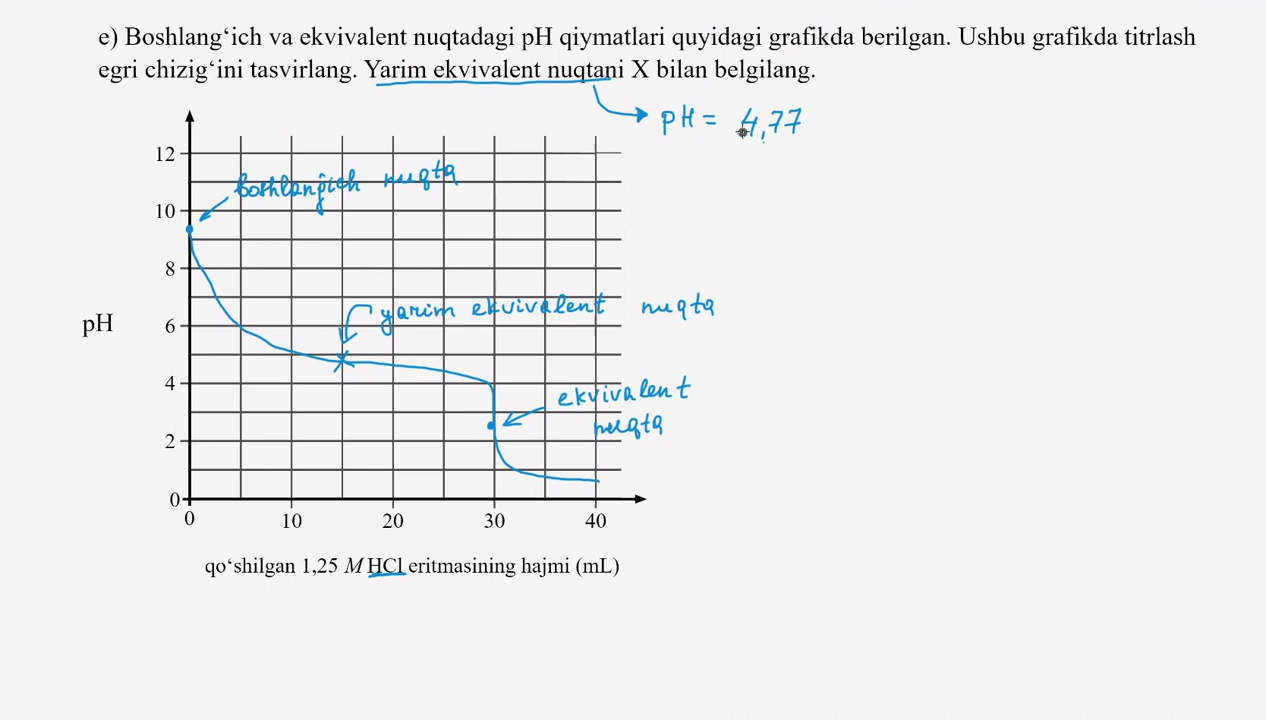 e) Boshlang‘ich va ekvivalent nuqtadagi pH qiymatlari quyidagi grafikda berilgan. Ushbu grafikda titrlash
egri chizig‘ini tasvirlang. Yarim ekvivalent nuqtani X bilan belgilang.
pH = 4,77
12
boshlang‘ich nuqta
10
8
yarim ekvivalent nuqta
pH
6
4
ekvivalent
nuqta
2
0
0 10 20 30 40
qo‘shilgan 1,25 M HCl eritmasining hajmi (mL)